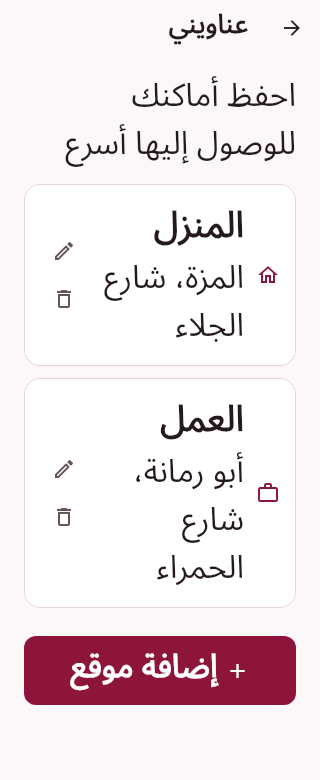 عناويني
احفظ أماكنك
للوصول إليها أسرع
المنزل
المزة، شارع
الجلاء
العمل
أبو رمانة،
شارع
الحمراء
+ إضافة موقع